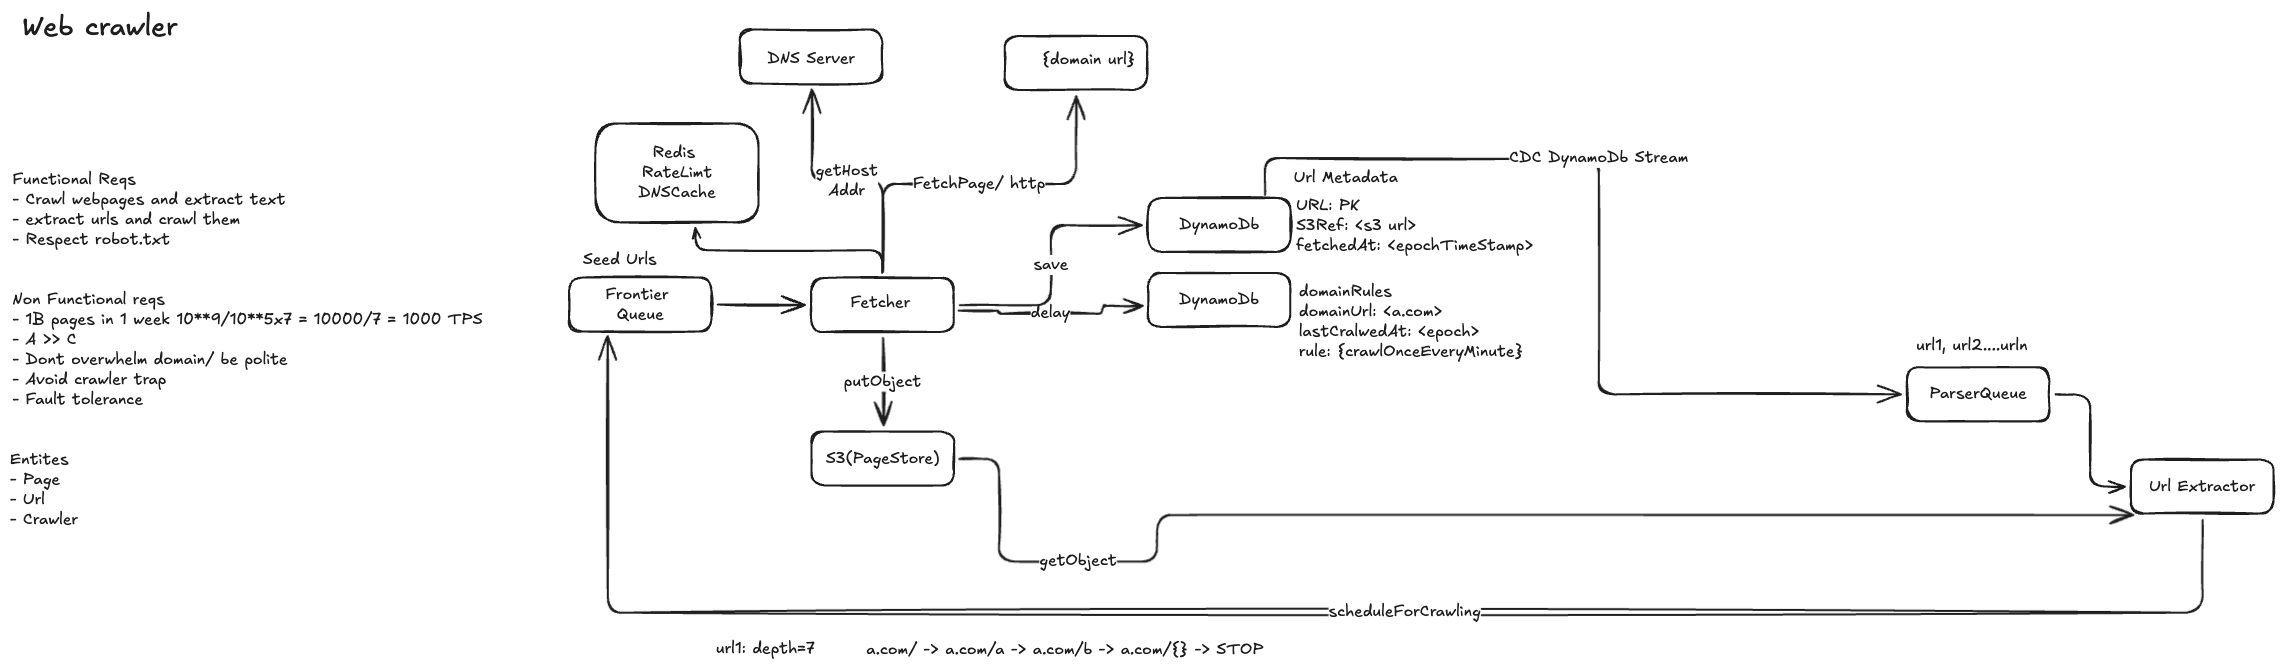 Web crawler
Functional Reqs
- Crawl webpages and extract text
- extract urls and crawl them
- Respect robot.txt
Non Functional reqs
- 1B pages in 1 week 10**9/10**5x7 = 10000/7 = 1000 TPS
- A >> C
- Dont overwhelm domain/ be polite
- Avoid crawler trap
- Fault tolerance
Entites
- Page
- Url
- Crawler
DNS Server
{domain url}
Redis
RateLimt
DNSCache
getHost
Addr
FetchPage/ http
Seed Urls
Frontier
Queue
Fetcher
save
delay
putObject
S3(PageStore)
getObject
DynamoDb
Url Metadata
URL: PK
S3Ref: <s3 url>
fetchedAt: <epochTimeStamp>
DynamoDb
domainRules
domainUrl: <a.com>
lastCralwedAt: <epoch>
rule: {crawlOnceEveryMinute}
CDC DynamoDb Stream
url1, url2....urln
ParserQueue
Url Extractor
scheduleForCrawling
url1: depth=7
a.com/ -> a.com/a -> a.com/b -> a.com/{} -> STOP